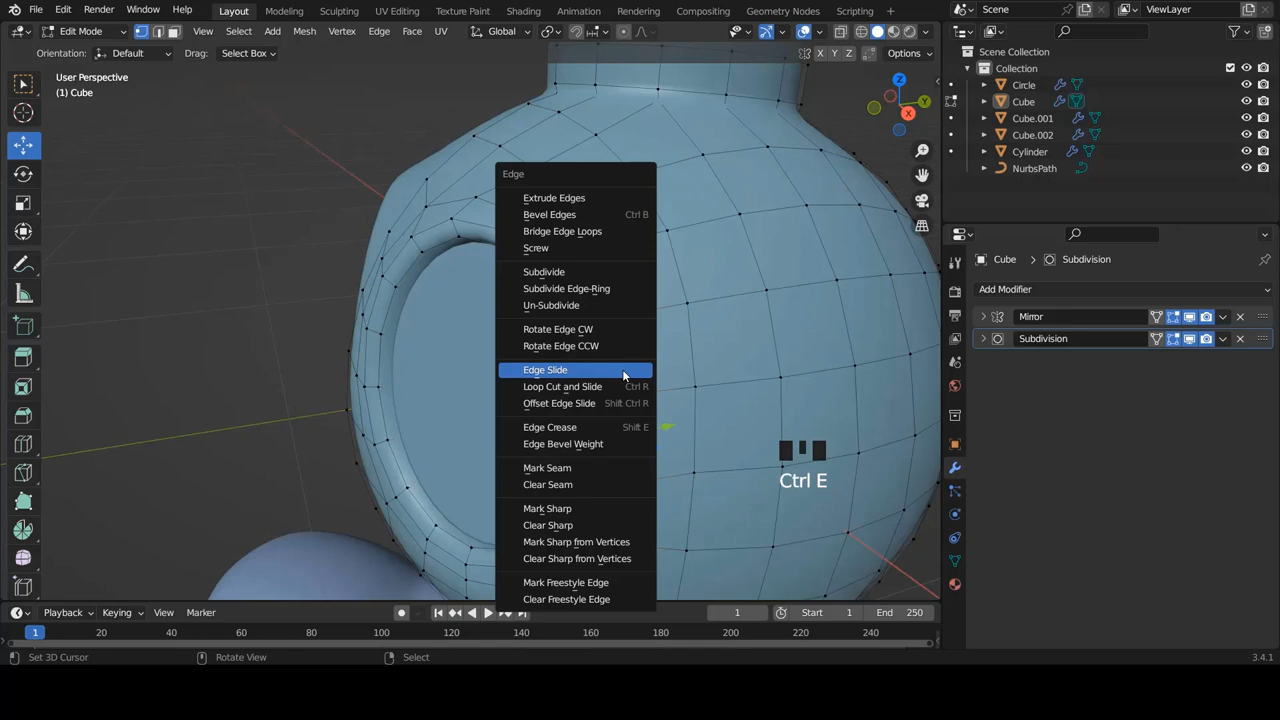 File Edit Render Window Help Layout Modeling Sculpting UV Editing Texture Paint Shading Animation Rendering Compositing Geometry Nodes Scripting Scene ViewLayer
Edit Mode View Select Add Mesh Vertex Edge Face UV Global
Orientation: Default Drag: Select Box X Y Z Options
User Perspective
(1) Cube
Z
Y
X
Scene Collection
Collection
Circle
Cube
Cube.001
Cube.002
Cylinder
NurbsPath
Cube Subdivision
Add Modifier
Mirror
Subdivision
Edge
Extrude Edges
Bevel Edges Ctrl B
Bridge Edge Loops
Screw
Subdivide
Subdivide Edge-Ring
Un-Subdivide
Rotate Edge CW
Rotate Edge CCW
Edge Slide
Loop Cut and Slide Ctrl R
Offset Edge Slide Shift Ctrl R
Edge Crease Shift E
Edge Bevel Weight
Mark Seam
Clear Seam
Mark Sharp
Clear Sharp
Mark Sharp from Vertices
Clear Sharp from Vertices
Mark Freestyle Edge
Clear Freestyle Edge
Ctrl E
Playback Keying View Marker 1 Start 1 End 250
1 20 40 60 80 100 120 140 160 180 200 220 240
Set 3D Cursor Rotate View Select 3.4.1